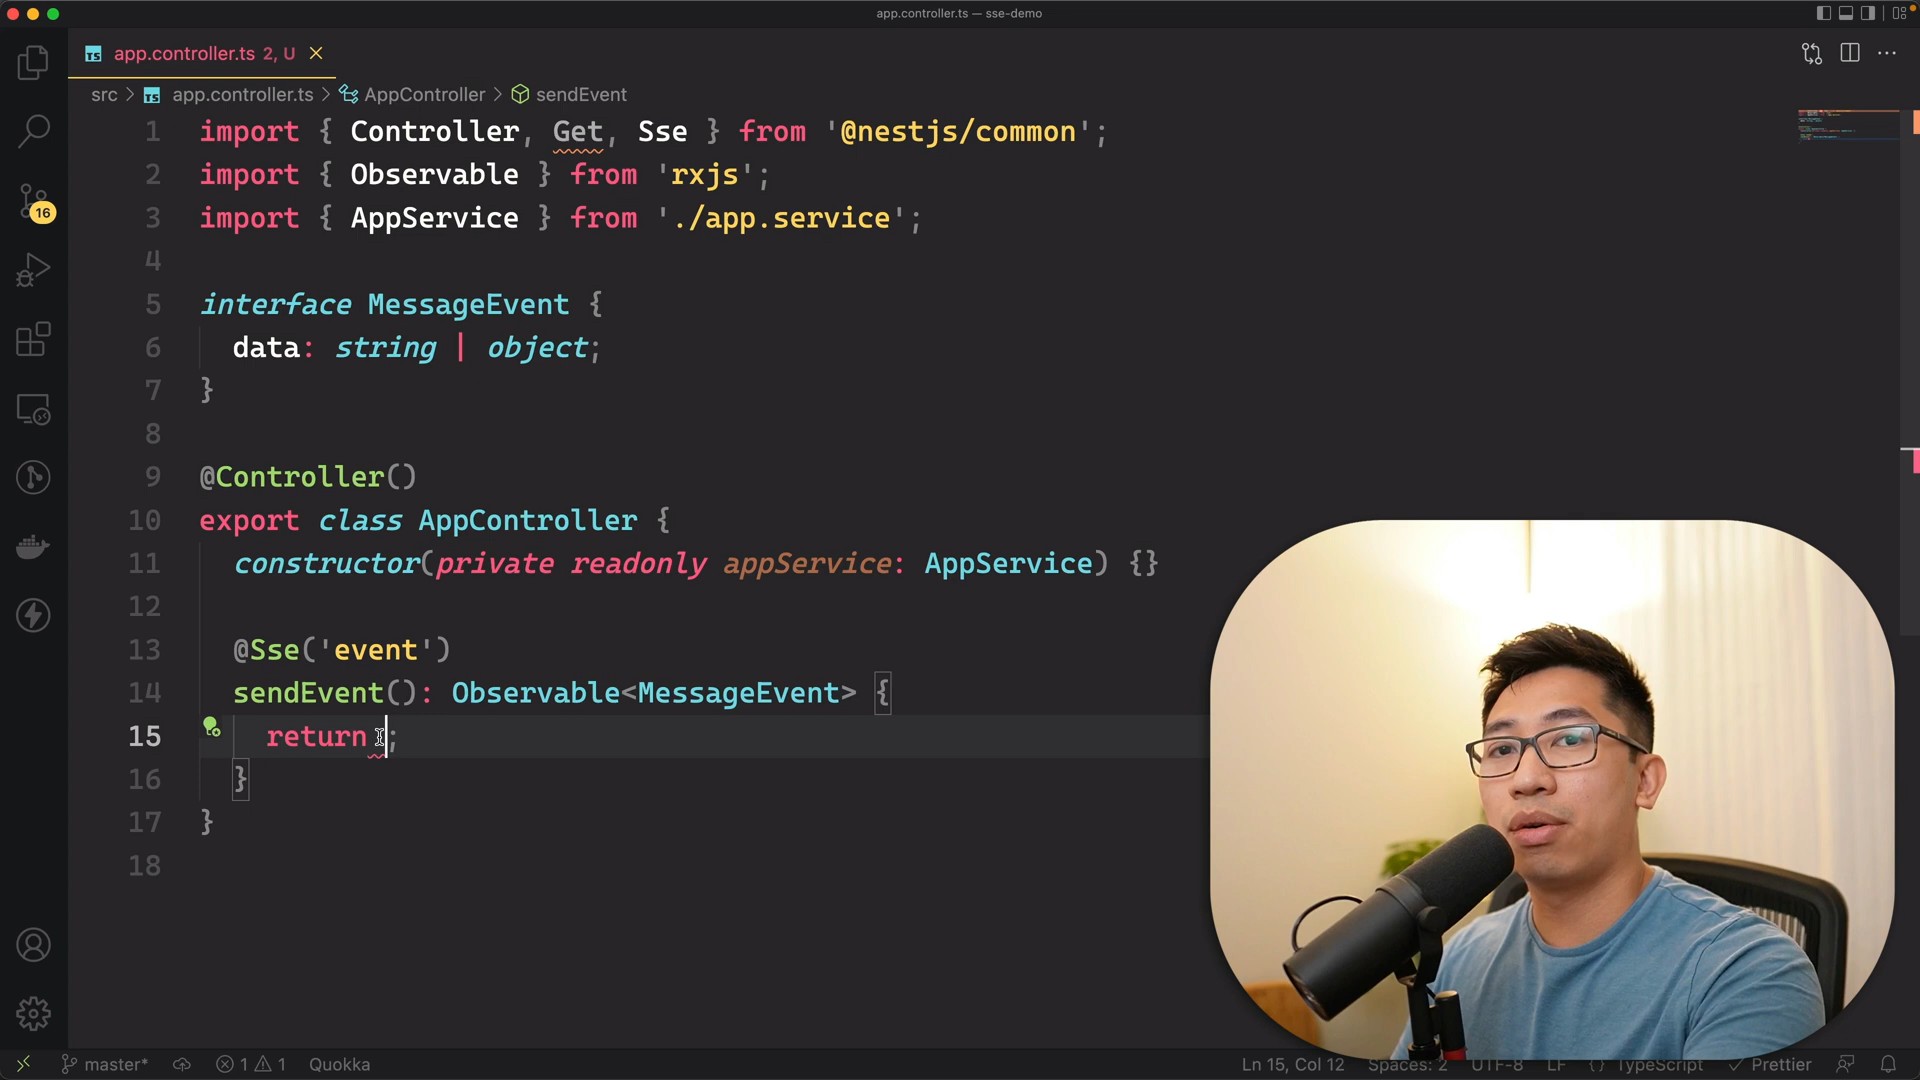 app.controller.ts — sse-demo
app.controller.ts 2, U
src > app.controller.ts > AppController > sendEvent
1 import { Controller, Get, Sse } from '@nestjs/common';
2 import { Observable } from 'rxjs';
3 import { AppService } from './app.service';
4
5 interface MessageEvent {
6 data: string | object;
7 }
8
9 @Controller()
10 export class AppController {
11 constructor(private readonly appService: AppService) {}
12
13 @Sse('event')
14 sendEvent(): Observable<MessageEvent> {
15 return ;
16 }
17 }
18
16
master* 1 1 Quokka Ln 15, Col 12 Spaces: 2 UTF-8 LF {} TypeScript Prettier